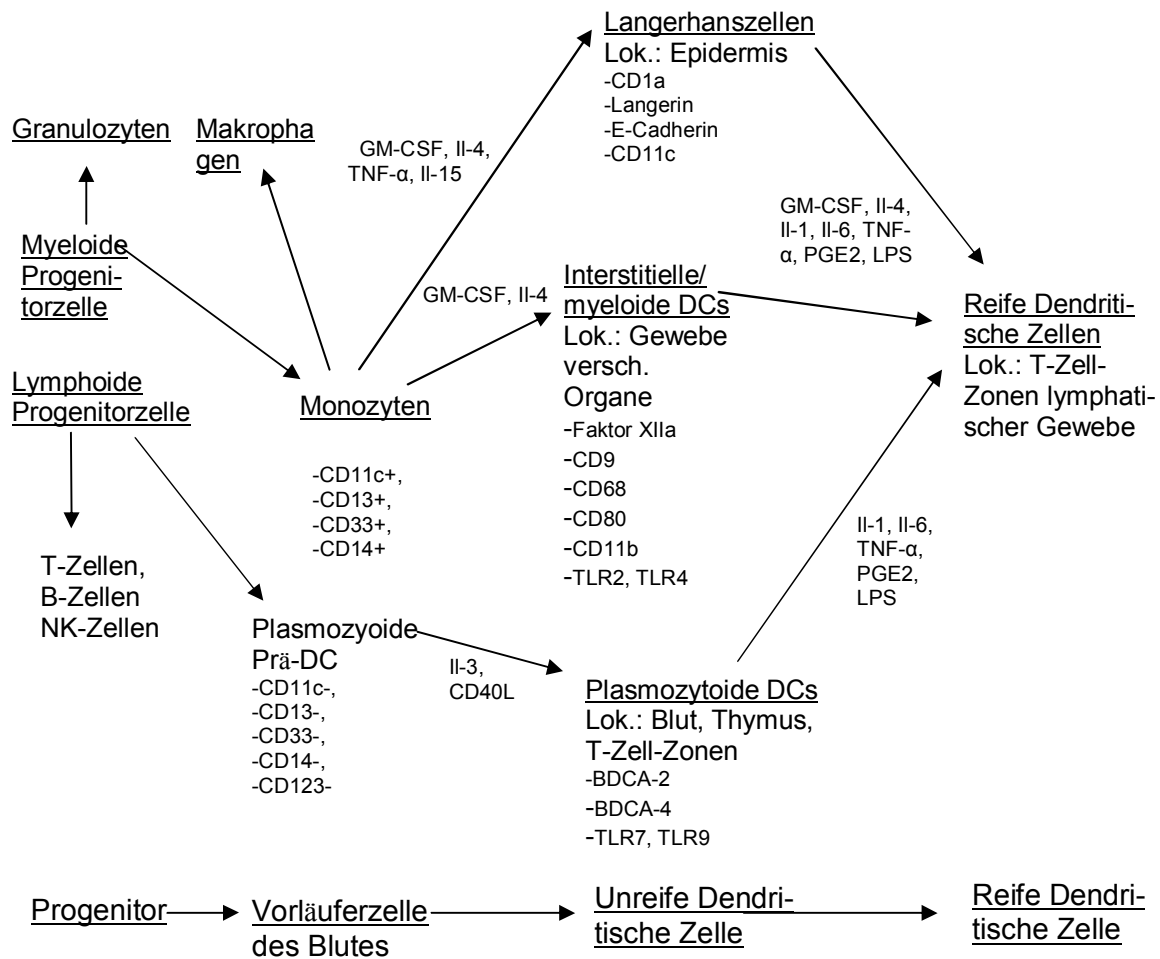 Langerhanszellen
Lok.: Epidermis
-CD1a
-Langerin
-E-Cadherin
-CD11c
Granulozyten
Makropha
gen
GM-CSF, Il-4,
TNF-α, Il-15
GM-CSF, Il-4,
Il-1, Il-6, TNF-
α, PGE2, LPS
Myeloide
Progeni-
torzelle
GM-CSF, Il-4
Interstitielle/
myeloide DCs
Lok.: Gewebe
versch.
Organe
-Faktor XIIa
-CD9
-CD68
-CD80
-CD11b
-TLR2, TLR4
Reife Dendriti-
sche Zellen
Lok.: T-Zell-
Zonen lymphati-
scher Gewebe
Lymphoide
Progenitorzelle
Monozyten
-CD11c+,
-CD13+,
-CD33+,
-CD14+
T-Zellen,
B-Zellen
NK-Zellen
Il-1, Il-6,
TNF-α,
PGE2,
LPS
Plasmozyoide
Prä-DC
-CD11c-,
-CD13-,
-CD33-,
-CD14-,
-CD123-
Il-3,
CD40L
Plasmozytoide DCs
Lok.: Blut, Thymus,
T-Zell-Zonen
-BDCA-2
-BDCA-4
-TLR7, TLR9
Progenitor
Vorläuferzelle
des Blutes
Unreife Dendri-
tische Zelle
Reife Dendri-
tische Zelle